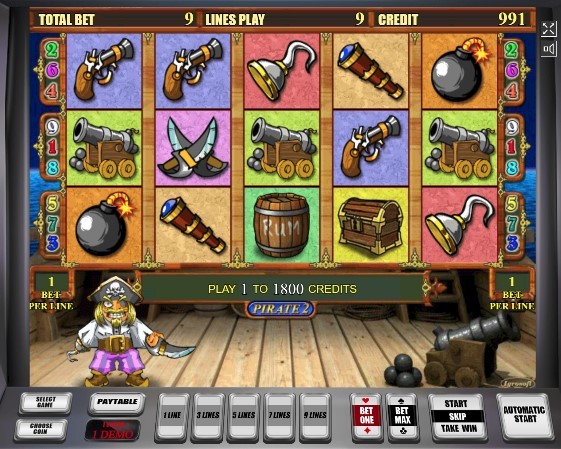 TOTAL BET 9 LINES PLAY 9 CREDIT 991
2 2
6 6
4 4
9 9
1 1
8 8
5 5
7 7
3 3
RUM
1 BET PER LINE
PLAY 1 TO 1800 CREDITS
1 BET PER LINE
PIRATE 2
Igrosoft
SELECT GAME
CHOOSE COIN
PAYTABLE
1 DEMO
1 LINE
3 LINES
5 LINES
7 LINES
9 LINES
BET ONE
BET MAX
START
SKIP
TAKE WIN
AUTOMATIC START